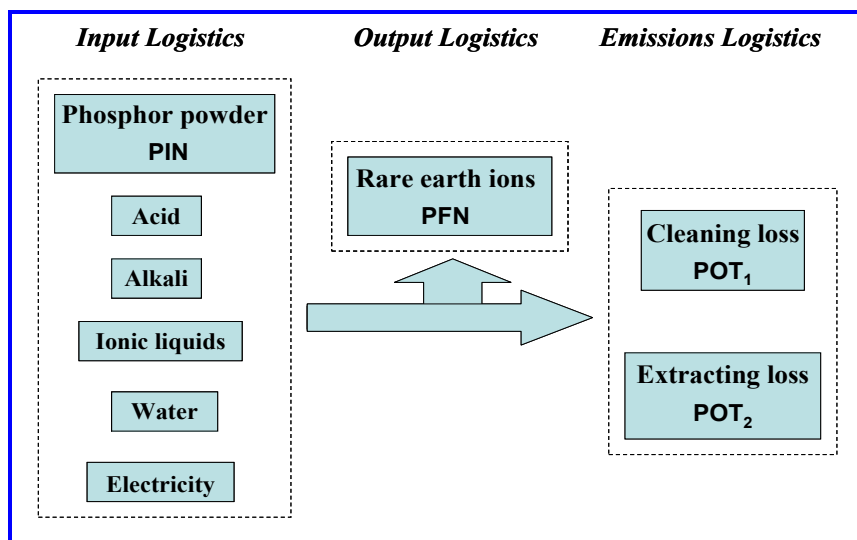 Input Logistics
Output Logistics
Emissions Logistics
Phosphor powder
PIN
Acid
Alkali
Ionic liquids
Water
Electricity
Rare earth ions
PFN
Cleaning loss
POT₁
Extracting loss
POT₂